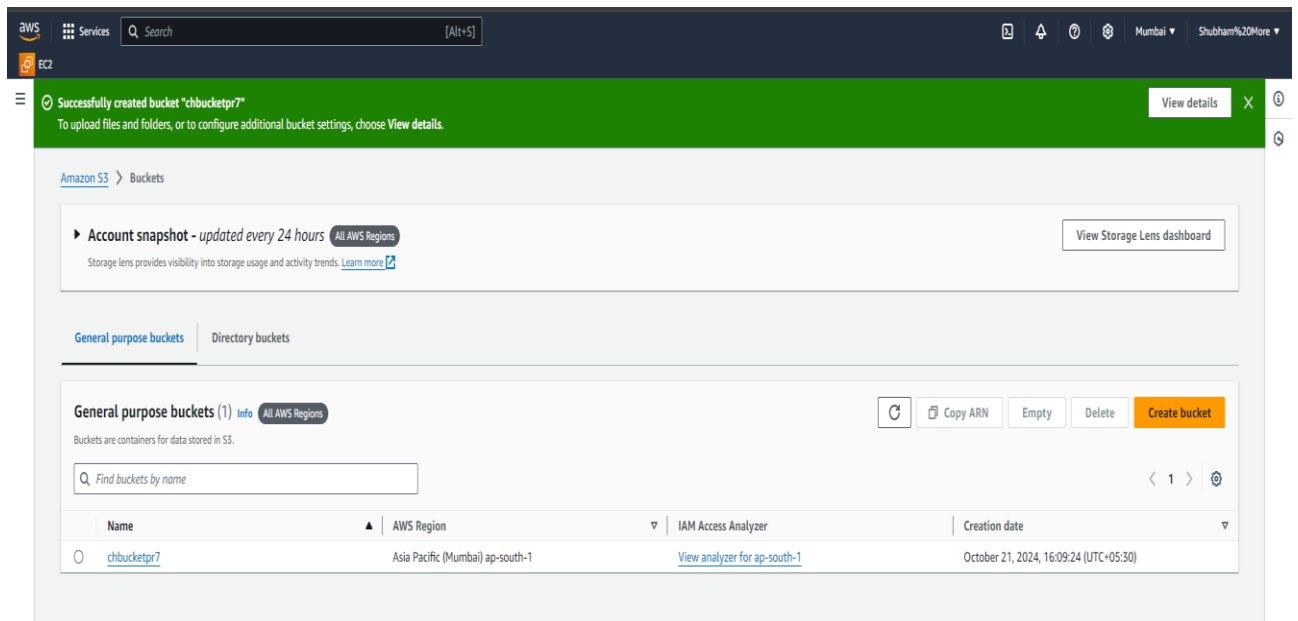 aws
Services
Search
[Alt+S]
Mumbai ▼
Shubham%20More ▼
EC2
Successfully created bucket "chbucketpr7"
To upload files and folders, or to configure additional bucket settings, choose View details.
View details
Amazon S3 > Buckets
Account snapshot - updated every 24 hours All AWS Regions
Storage lens provides visibility into storage usage and activity trends. Learn more
View Storage Lens dashboard
General purpose buckets
Directory buckets
General purpose buckets (1) Info All AWS Regions
Buckets are containers for data stored in S3.
Copy ARN
Empty
Delete
Create bucket
Find buckets by name
1
Name
AWS Region
IAM Access Analyzer
Creation date
chbucketpr7
Asia Pacific (Mumbai) ap-south-1
View analyzer for ap-south-1
October 21, 2024, 16:09:24 (UTC+05:30)